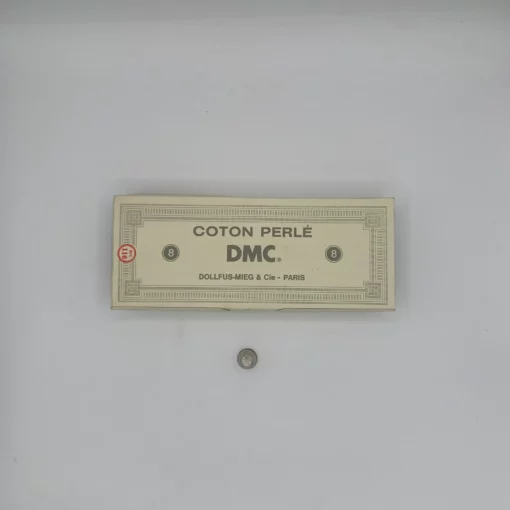 COTON PERLÉ
8 DMC® 8
DOLLFUS-MIEG & Cie - PARIS